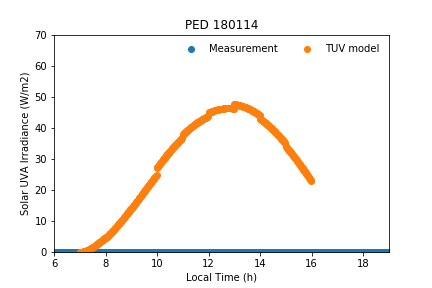 PED 180114
Measurement
TUV model
Solar UVA Irradiance (W/m2)
70
60
50
40
30
20
10
0
6 8 10 12 14 16 18
Local Time (h)